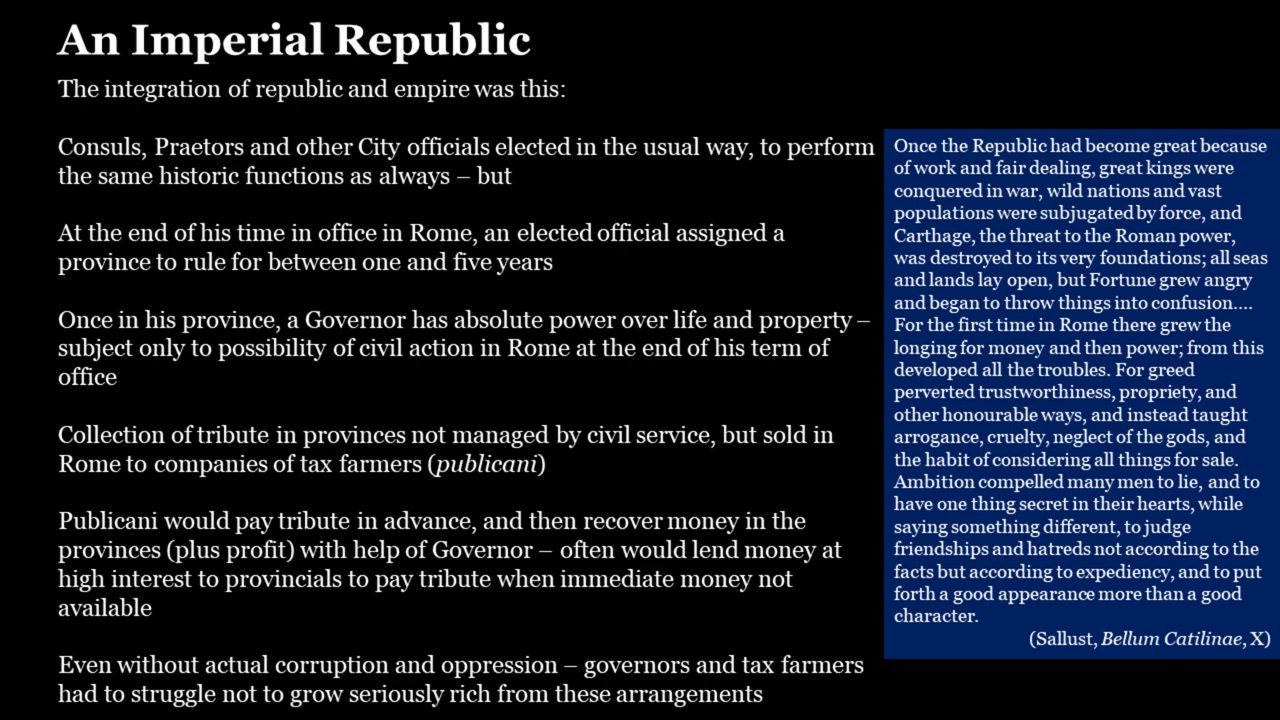 An Imperial Republic
The integration of republic and empire was this:
Consuls, Praetors and other City officials elected in the usual way, to perform
the same historic functions as always – but
At the end of his time in office in Rome, an elected official assigned a
province to rule for between one and five years
Once in his province, a Governor has absolute power over life and property –
subject only to possibility of civil action in Rome at the end of his term of
office
Collection of tribute in provinces not managed by civil service, but sold in
Rome to companies of tax farmers (publicani)
Publicani would pay tribute in advance, and then recover money in the
provinces (plus profit) with help of Governor – often would lend money at
high interest to provincials to pay tribute when immediate money not
available
Even without actual corruption and oppression – governors and tax farmers
had to struggle not to grow seriously rich from these arrangements
Once the Republic had become great because
of work and fair dealing, great kings were
conquered in war, wild nations and vast
populations were subjugated by force, and
Carthage, the threat to the Roman power,
was destroyed to its very foundations; all seas
and lands lay open, but Fortune grew angry
and began to throw things into confusion....
For the first time in Rome there grew the
longing for money and then power; from this
developed all the troubles. For greed
perverted trustworthiness, propriety, and
other honourable ways, and instead taught
arrogance, cruelty, neglect of the gods, and
the habit of considering all things for sale.
Ambition compelled many men to lie, and to
have one thing secret in their hearts, while
saying something different, to judge
friendships and hatreds not according to the
facts but according to expediency, and to put
forth a good appearance more than a good
character.
(Sallust, Bellum Catilinae, X)